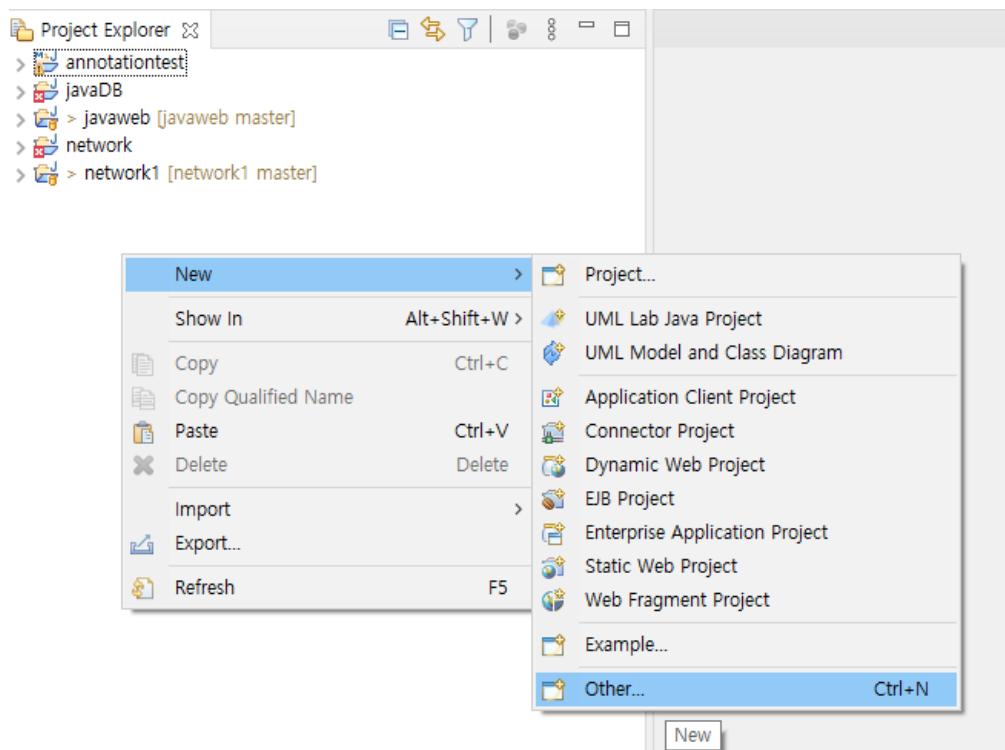 Project Explorer
annotationtest
javaDB
> javaweb [javaweb master]
network
> network1 [network1 master]
New >
Show In Alt+Shift+W >
Copy Ctrl+C
Copy Qualified Name
Paste Ctrl+V
Delete Delete
Import >
Export...
Refresh F5
Project...
UML Lab Java Project
UML Model and Class Diagram
Application Client Project
Connector Project
Dynamic Web Project
EJB Project
Enterprise Application Project
Static Web Project
Web Fragment Project
Example...
Other... Ctrl+N
New